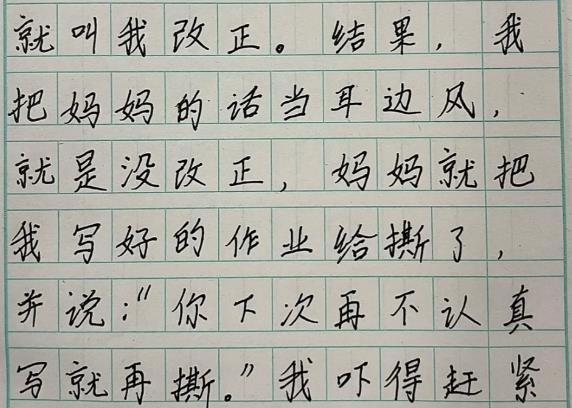 就叫我改正。结果，我
把妈妈的话当耳边风，
就是没改正，妈妈就把
我写好的作业给撕了，
并说：“你下次再不认真
写就再撕。”我吓得赶紧